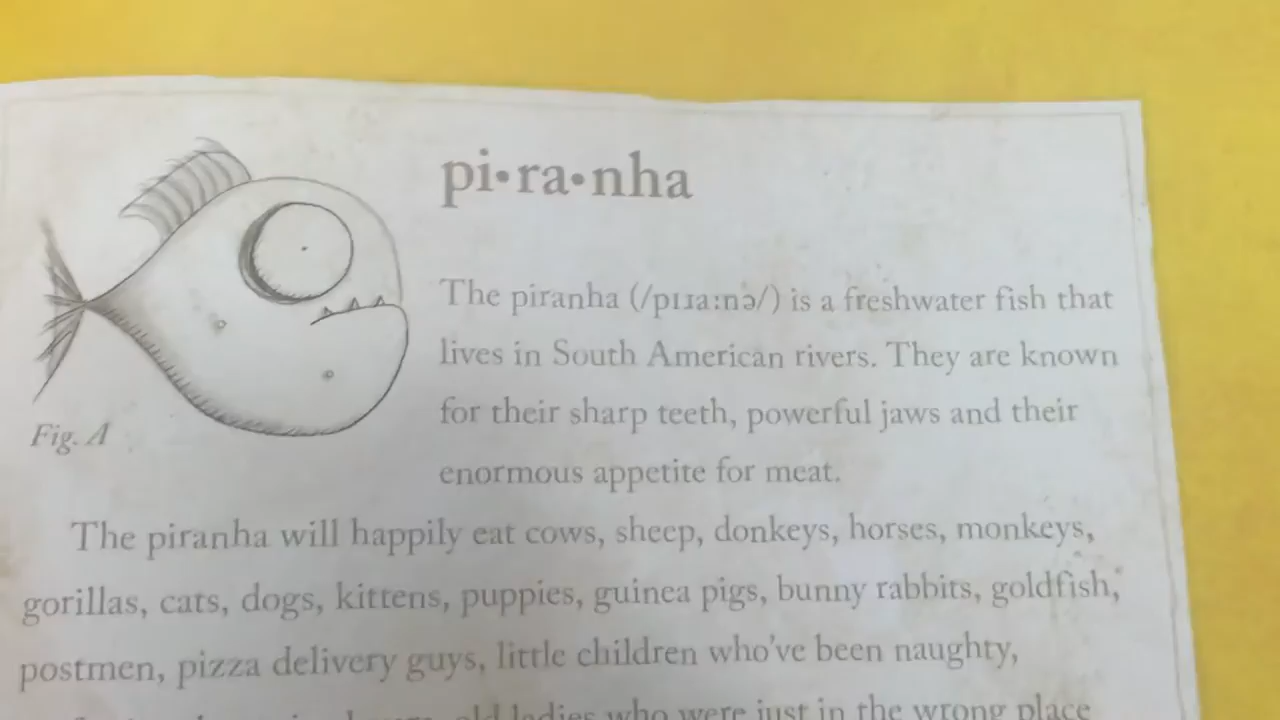 pi•ra•nha
The piranha (/pɪɪa:nə/) is a freshwater fish that
lives in South American rivers. They are known
for their sharp teeth, powerful jaws and their
enormous appetite for meat.
Fig. A
The piranha will happily eat cows, sheep, donkeys, horses, monkeys,
gorillas, cats, dogs, kittens, puppies, guinea pigs, bunny rabbits, goldfish,
postmen, pizza delivery guys, little children who've been naughty,
old ladies who were just in the wrong place